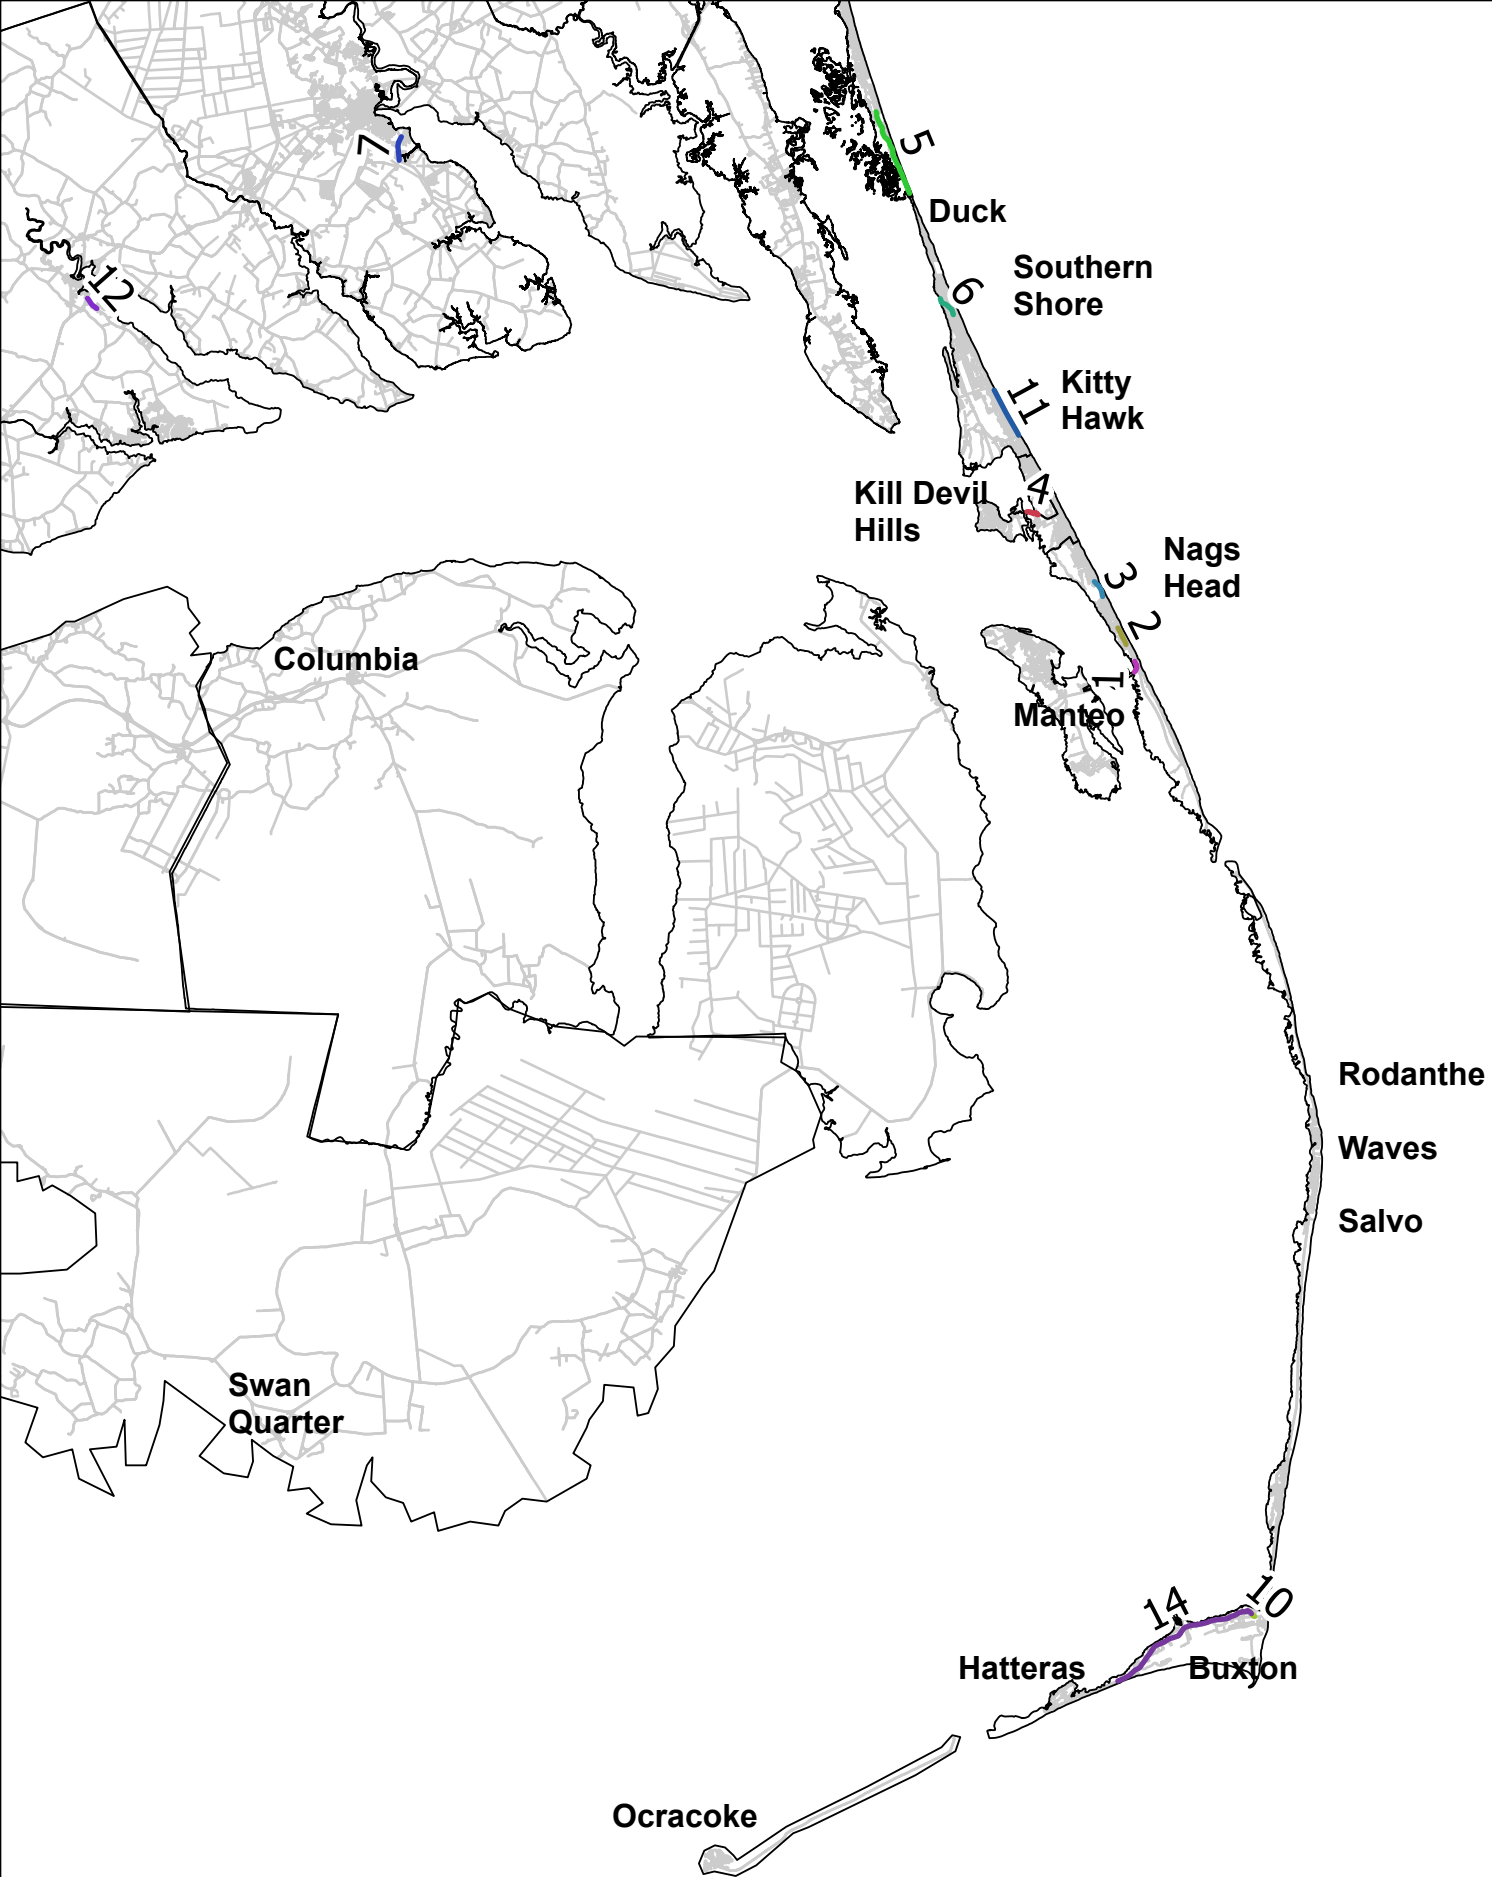 5
7
Duck
Southern
Shore
12
6
Kitty
Hawk
11
Kill Devil
Hills
4
Nags
Head
3
2
Columbia
1
Manteo
Rodanthe
Waves
Salvo
Swan
Quarter
10
14
Hatteras
Buxton
Ocracoke